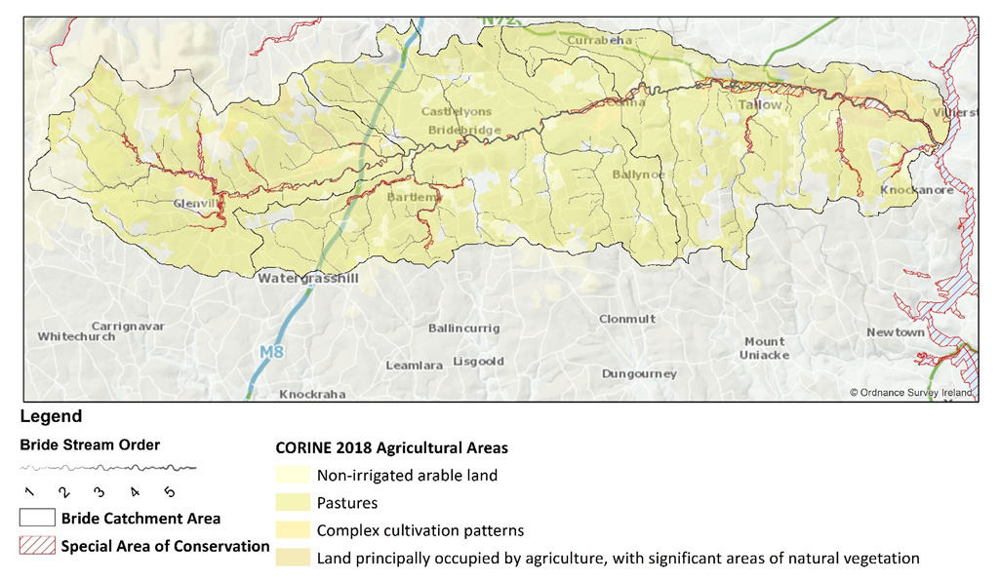 N72
Currabeha
Conna
Tallow
Castlelyons
Bridebridge
Ballynoe
Knockanore
Glenvill
Bartlemy
Watergrasshill
Carrignavar
Whitechurch
Ballincurrig
Clonmult
Newtown
Mount
Uniacke
M8
Leamlara
Lisgoold
Dungourney
Knockraha
© Ordnance Survey Ireland
Legend
Bride Stream Order
1 2 3 4 5
Bride Catchment Area
Special Area of Conservation
CORINE 2018 Agricultural Areas
Non-irrigated arable land
Pastures
Complex cultivation patterns
Land principally occupied by agriculture, with significant areas of natural vegetation